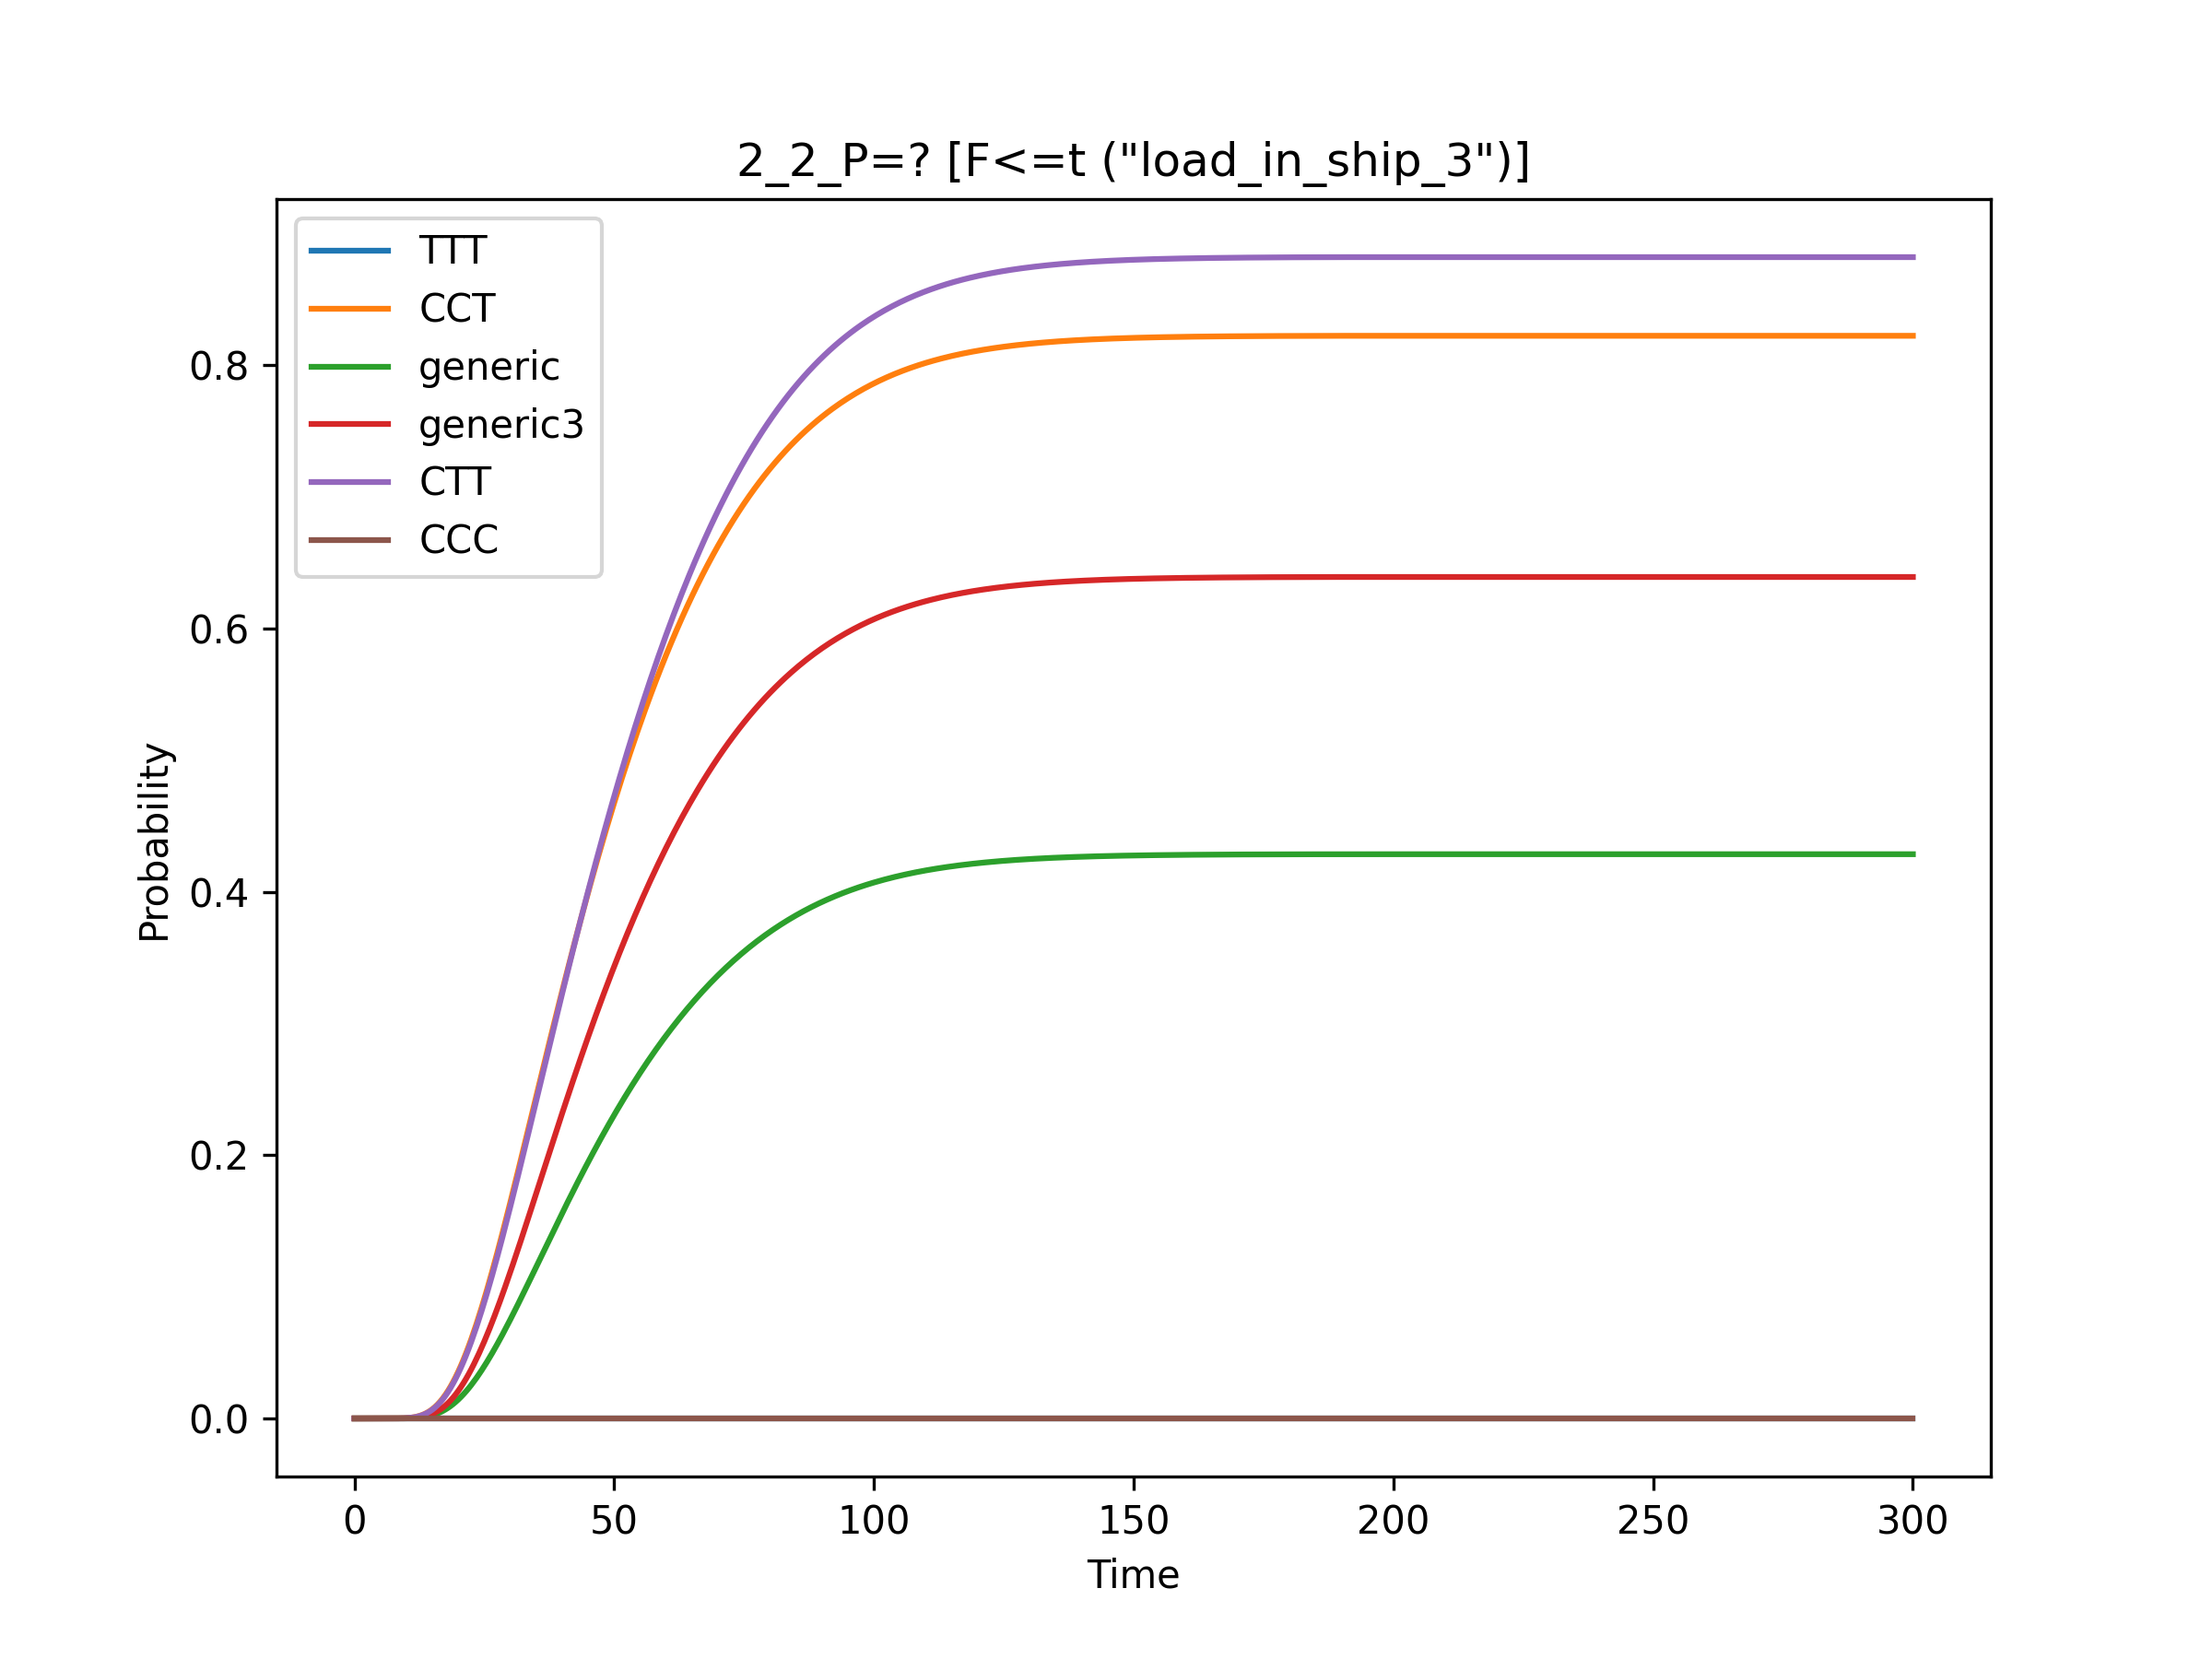 2_2_P=? [F<=t ("load_in_ship_3")]
TTT
CCT
generic
generic3
CTT
CCC
Probability
0.8
0.6
0.4
0.2
0.0
0 50 100 150 200 250 300
Time